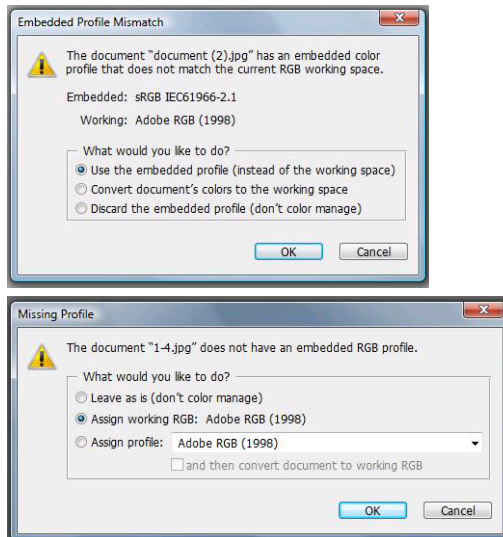 Embedded Profile Mismatch
The document “document (2).jpg” has an embedded color
profile that does not match the current RGB working space.
Embedded: sRGB IEC61966-2.1
Working: Adobe RGB (1998)
What would you like to do?
Use the embedded profile (instead of the working space)
Convert document’s colors to the working space
Discard the embedded profile (don’t color manage)
OK Cancel
Missing Profile
The document “1-4.jpg” does not have an embedded RGB profile.
What would you like to do?
Leave as is (don’t color manage)
Assign working RGB: Adobe RGB (1998)
Assign profile: Adobe RGB (1998)
and then convert document to working RGB
OK Cancel